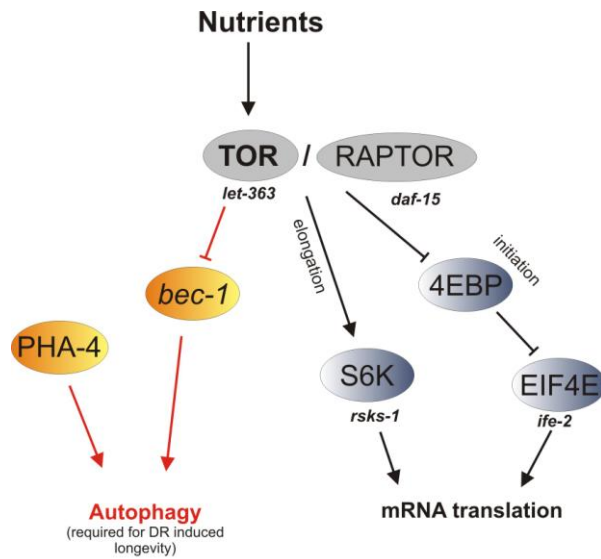 Nutrients
TOR / RAPTOR
let-363
daf-15
elongation
initiation
bec-1
4EBP
PHA-4
S6K
EIF4E
rsks-1
ife-2
Autophagy
(required for DR induced
longevity)
mRNA translation